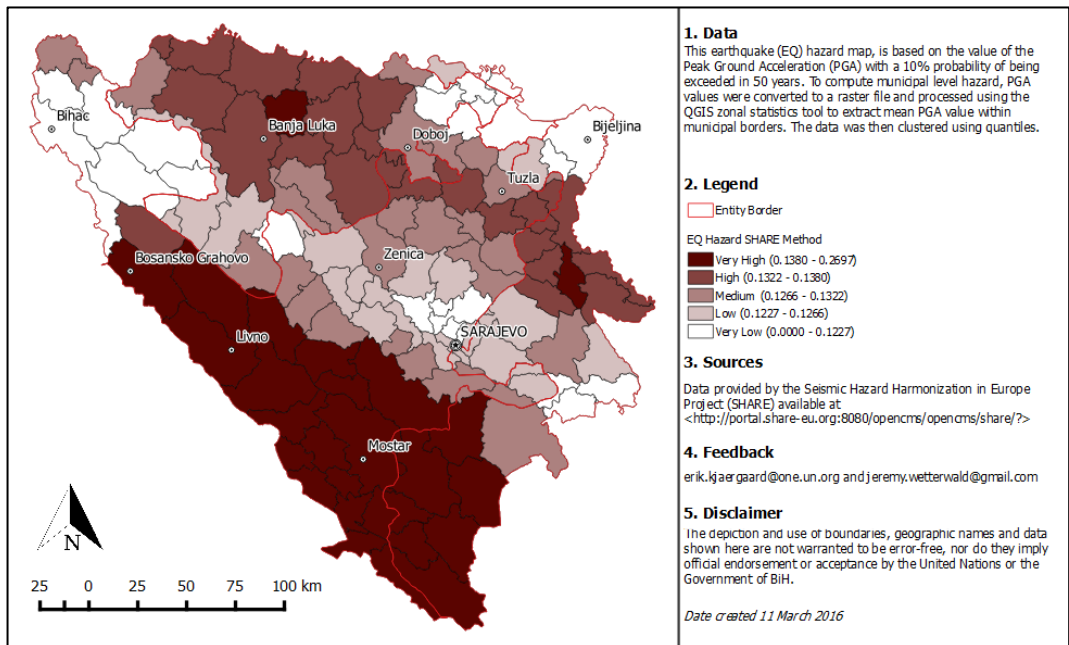 Bihac
Banja Luka
Doboj
Bijeljina
Tuzla
Zenica
Bosansko Grahovo
SARAJEVO
Livno
Mostar
N
25 0 25 50 75 100 km
1. Data
This earthquake (EQ) hazard map, is based on the value of the
Peak Ground Acceleration (PGA) with a 10% probability of being
exceeded in 50 years. To compute municipal level hazard, PGA
values were converted to a raster file and processed using the
QGIS zonal statistics tool to extract mean PGA value within
municipal borders. The data was then clustered using quantiles.
2. Legend
Entity Border
EQ Hazard SHARE Method
Very High (0.1380 - 0.2697)
High (0.1322 - 0.1380)
Medium (0.1266 - 0.1322)
Low (0.1227 - 0.1266)
Very Low (0.0000 - 0.1227)
3. Sources
Data provided by the Seismic Hazard Harmonization in Europe
Project (SHARE) available at
<http://portal.share-eu.org:8080/opencms/opencms/share/?>
4. Feedback
erik.kjaergaard@one.un.org and jeremy.wetterwald@gmail.com
5. Disclaimer
The depiction and use of boundaries, geographic names and data
shown here are not warranted to be error-free, nor do they imply
official endorsement or acceptance by the United Nations or the
Government of BiH.
Date created 11 March 2016